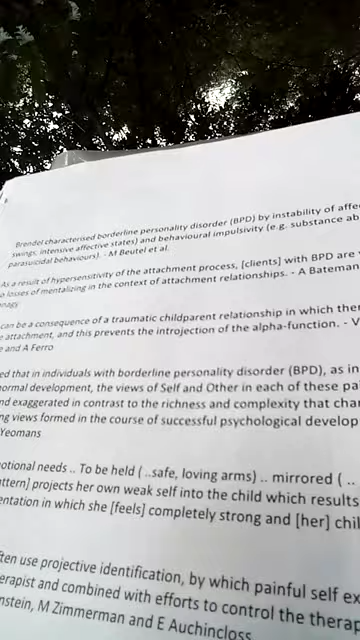 Brendel characterised borderline personality disorder (BPD) by instability of affe
swings, intensive affective states) and behavioural impulsivity (e.g. substance ab
parasuicidal behaviours). - M Beutel et al.
As a result of hypersensitivity of the attachment process, [clients] with BPD are
o losses of mentalizing in the context of attachment relationships. - A Bateman
nagy
can be a consequence of a traumatic childparent relationship in which ther
e attachment, and this prevents the introjection of the alpha-function. - V
e and A Ferro
ed that in individuals with borderline personality disorder (BPD), as in
normal development, the views of Self and Other in each of these pa
nd exaggerated in contrast to the richness and complexity that char
ng views formed in the course of successful psychological develop
Yeomans
otional needs .. To be held ( ..safe, loving arms) .. mirrored ( ..
attern] projects her own weak self into the child which results
entation in which she [feels] completely strong and [her] chil
ften use projective identification, by which painful self ex
erapist and combined with efforts to control the therap
nstein, M Zimmerman and E Auchincloss